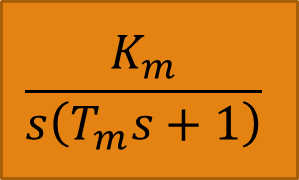 K_m
s(T_m s + 1)